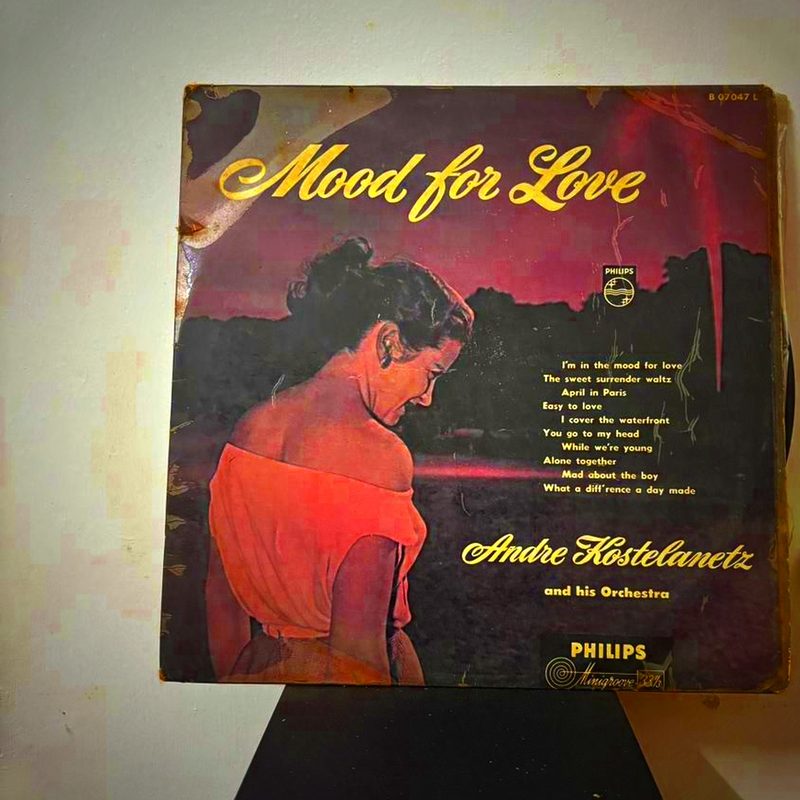 B 07047 L
Mood for Love
PHILIPS
I'm in the mood for love
The sweet surrender waltz
April in Paris
Easy to love
I cover the waterfront
You go to my head
While we're young
Alone together
Mad about the boy
What a diff'rence a day made
Andre Kostelanetz
and his Orchestra
PHILIPS
Minigroove 33⅓